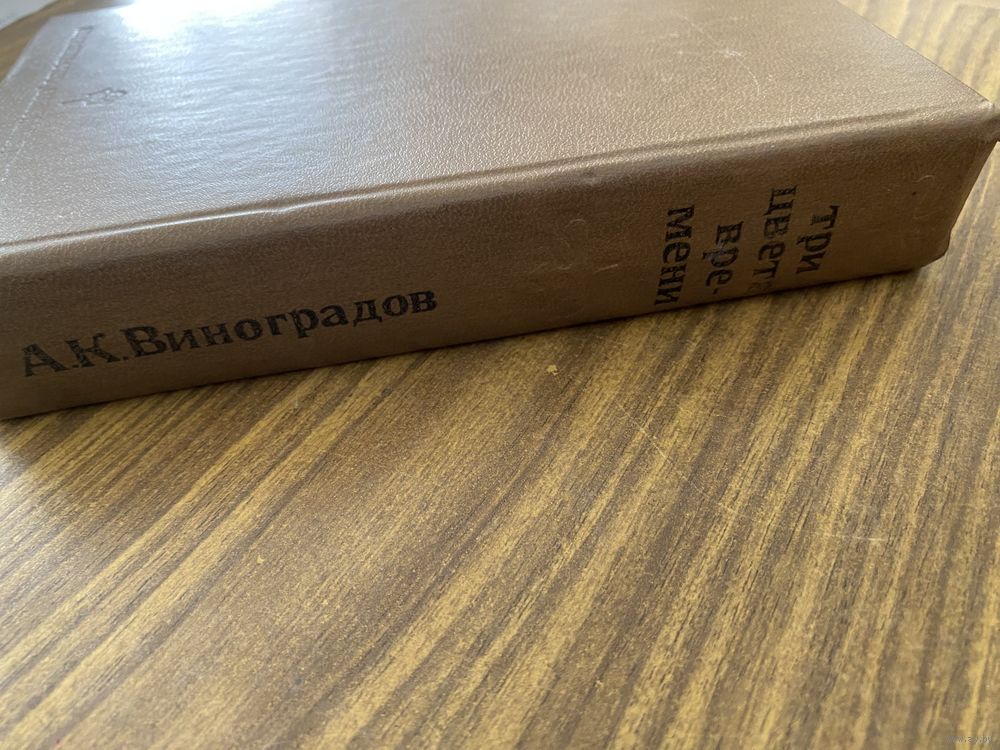 А.К.Виноградов
три
цвета
вре-
мени